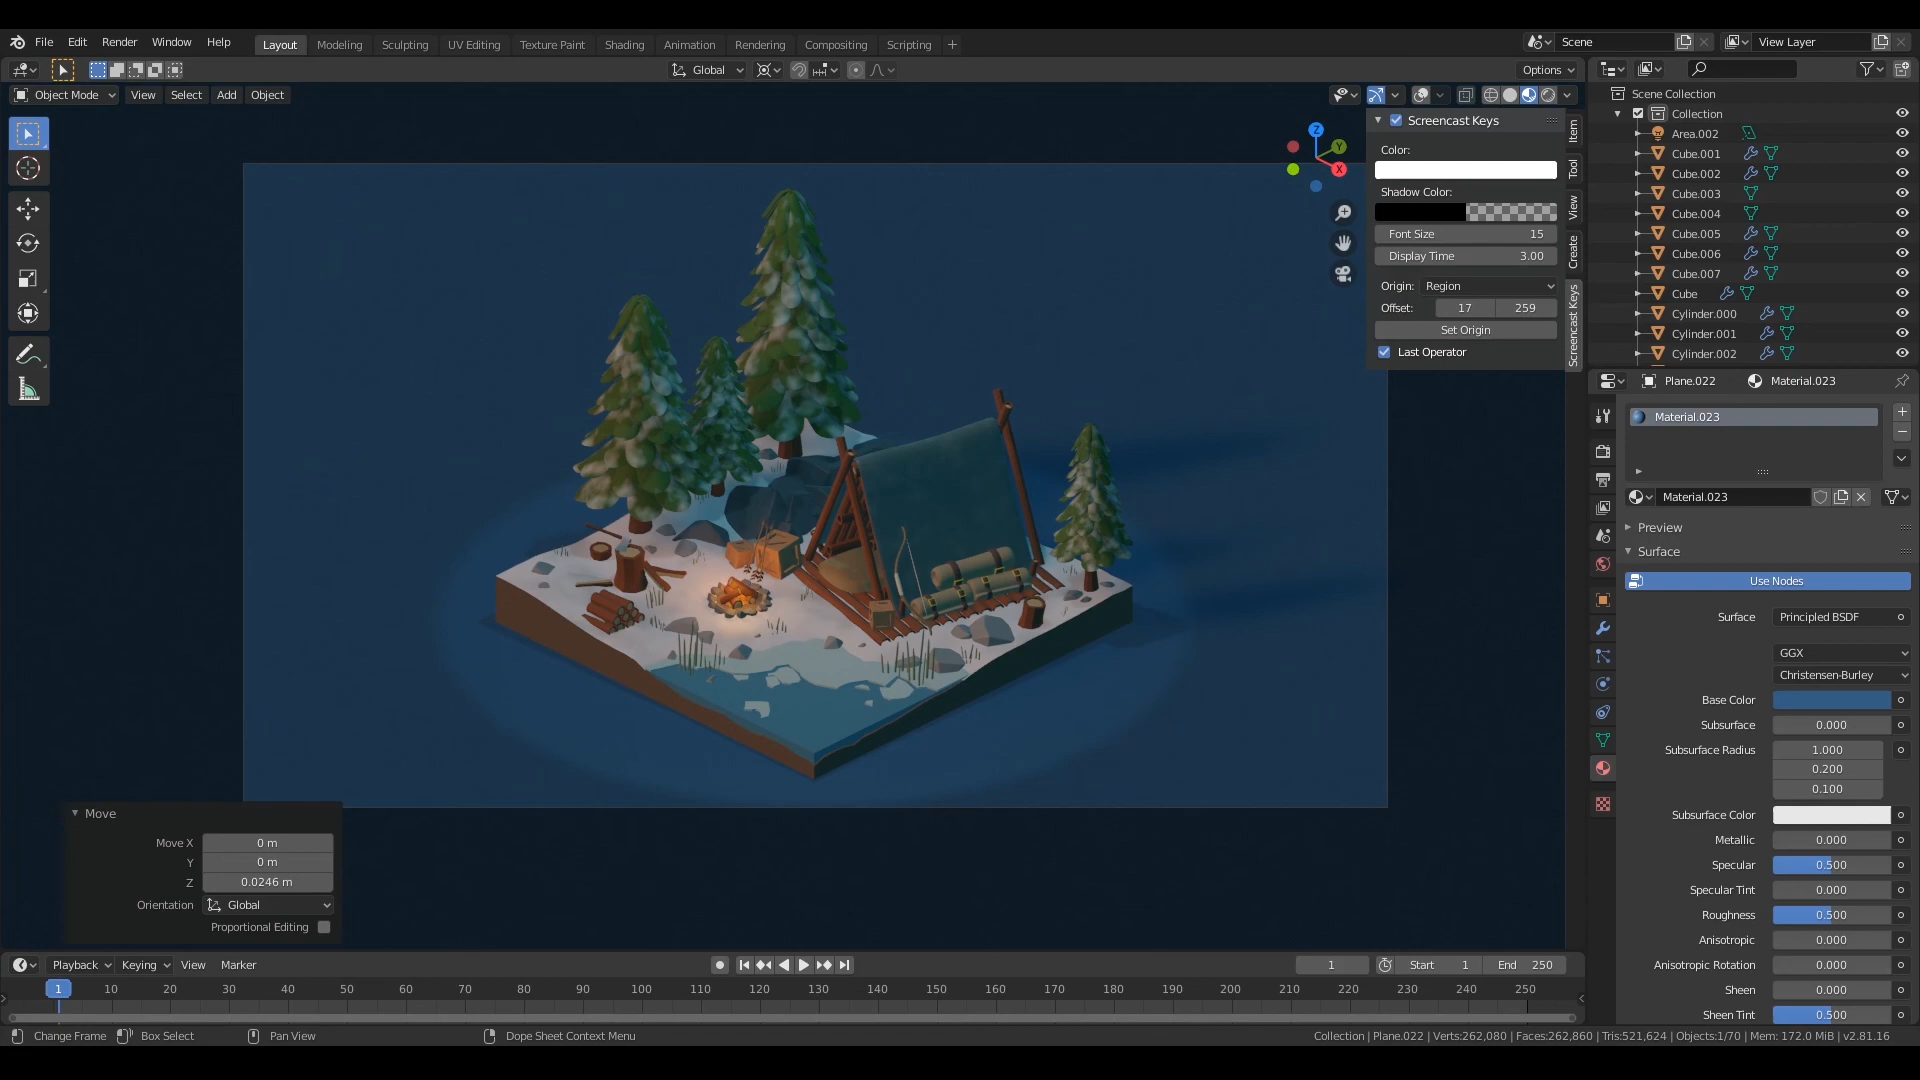 File Edit Render Window Help Layout Modeling Sculpting UV Editing Texture Paint Shading Animation Rendering Compositing Scripting + Scene View Layer
Global Options
Object Mode View Select Add Object
Z
Y
X
Screencast Keys
Color:
Shadow Color:
Font Size 15
Display Time 3.00
Origin: Region
Offset: 17 259
Set Origin
Last Operator
Item
Tool
View
Create
Screencast Keys
Scene Collection
Collection
Area.002
Cube.001
Cube.002
Cube.003
Cube.004
Cube.005
Cube.006
Cube.007
Cube
Cylinder.000
Cylinder.001
Cylinder.002
Plane.022 Material.023
Material.023
Material.023
Preview
Surface
Use Nodes
Surface Principled BSDF
GGX
Christensen-Burley
Base Color
Subsurface 0.000
Subsurface Radius 1.000
0.200
0.100
Subsurface Color
Metallic 0.000
Specular 0.500
Specular Tint 0.000
Roughness 0.500
Anisotropic 0.000
Anisotropic Rotation 0.000
Sheen 0.000
Sheen Tint 0.500
Move
Move X 0 m
Y 0 m
Z 0.0246 m
Orientation Global
Proportional Editing
Playback Keying View Marker 1 Start 1 End 250
1 10 20 30 40 50 60 70 80 90 100 110 120 130 140 150 160 170 180 190 200 210 220 230 240 250
Change Frame Box Select Pan View Dope Sheet Context Menu Collection | Plane.022 | Verts:262,080 | Faces:262,860 | Tris:521,624 | Objects:1/70 | Mem: 172.0 MiB | v2.81.16